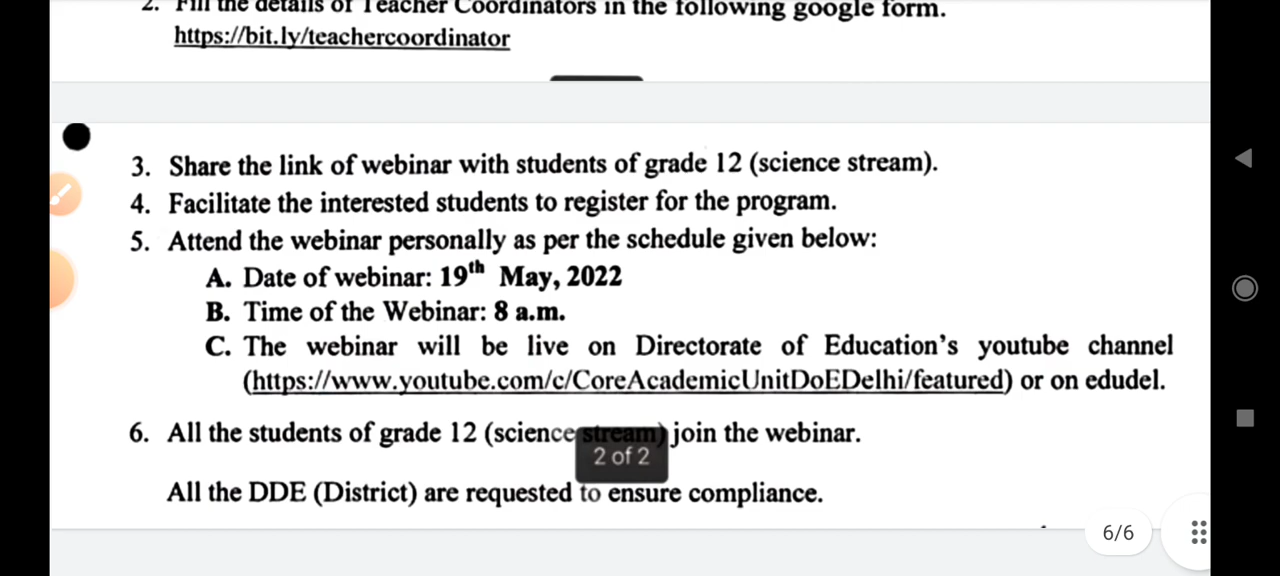 2. Fill the details of Teacher Coordinators in the following google form.
https://bit.ly/teachercoordinator
3. Share the link of webinar with students of grade 12 (science stream).
4. Facilitate the interested students to register for the program.
5. Attend the webinar personally as per the schedule given below:
A. Date of webinar: 19th May, 2022
B. Time of the Webinar: 8 a.m.
C. The webinar will be live on Directorate of Education's youtube channel
(https://www.youtube.com/c/CoreAcademicUnitDoEDelhi/featured) or on edudel.
6. All the students of grade 12 (science stream) join the webinar.
2 of 2
All the DDE (District) are requested to ensure compliance.
6/6